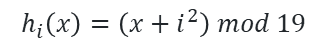 hᵢ(x) = (x + i²) mod 19